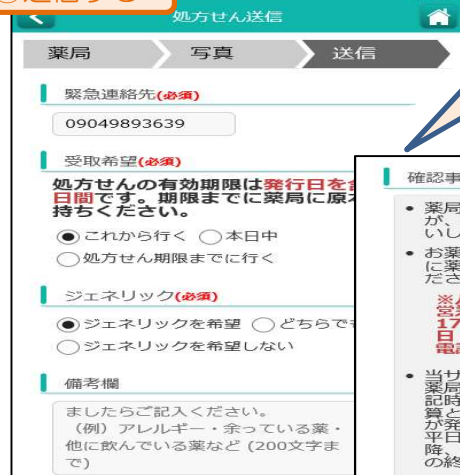 処方せん送信
薬局
写真
送信
緊急連絡先(必須)
09049893639
受取希望(必須)
処方せんの有効期限は発行日を
日間です。期限までに薬局に原
持ちください。
これから行く 本日中
処方せん期限までに行く
ジェネリック(必須)
ジェネリックを希望 どちらでも
ジェネリックを希望しない
備考欄
ましたらご記入ください。
（例）アレルギー・余っている薬・
他に飲んでいる薬など (200文字ま
で)
確認事
• 薬局
が、
いし
• お薬
に薬
ださ
営業
17
日
電話
• 当サ
薬局
記時
算と
が発
平日
降、
の終